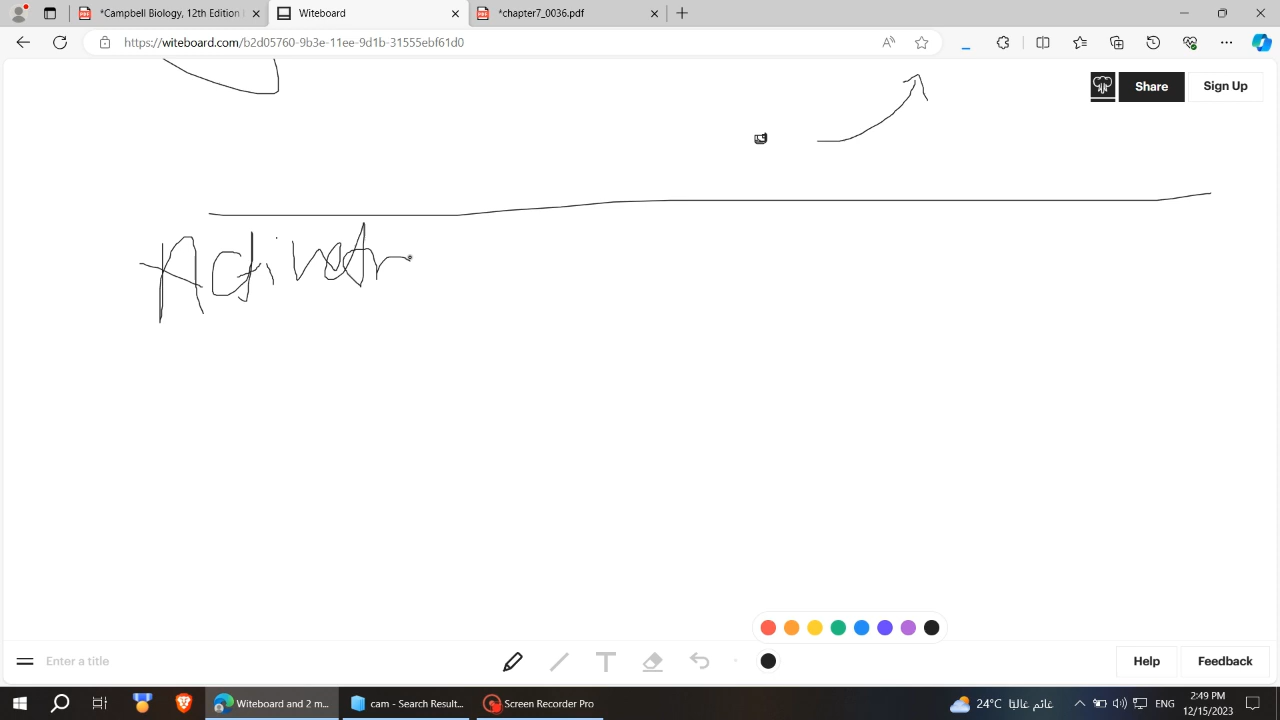 *Campbell Biology, 12th Edition
Witeboard
*chapter7_0036.pdf
https://witeboard.com/b2d05760-9b3e-11ee-9d1b-31555ebf61d0
Share
Sign Up
Enter a title
Help
Feedback
Witeboard and 2 m...
cam - Search Result...
Screen Recorder Pro
24°C غائم غالبًا
ENG
2:49 PM
12/15/2023